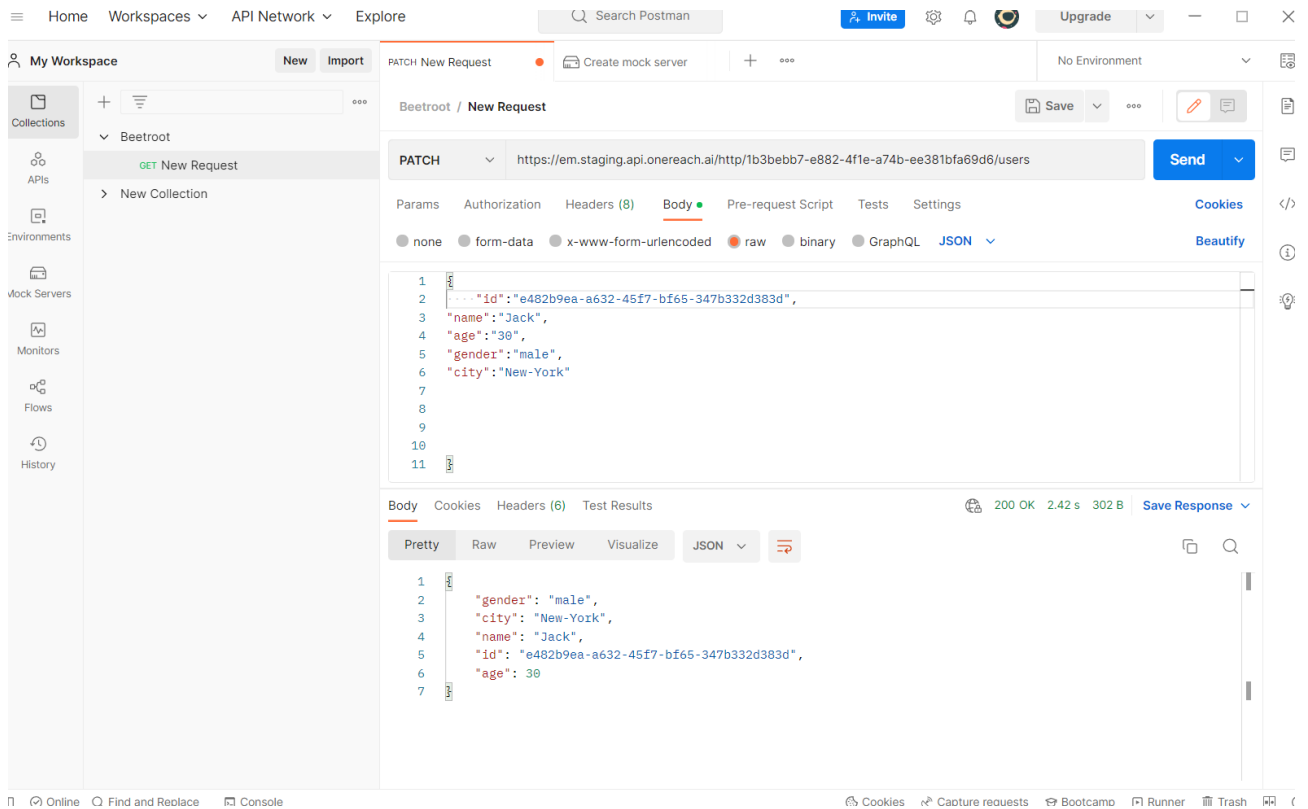 Home Workspaces API Network Explore Search Postman Invite Upgrade
My Workspace New Import PATCH New Request Create mock server No Environment
Beetroot / New Request Save
Collections
APIs
Environments
Mock Servers
Monitors
Flows
History
Beetroot
GET New Request
New Collection
PATCH https://em.staging.api.onereach.ai/http/1b3bebb7-e882-4f1e-a74b-ee381bfa69d6/users Send
Params Authorization Headers (8) Body Pre-request Script Tests Settings Cookies
none form-data x-www-form-urlencoded raw binary GraphQL JSON Beautify
1 {
2 ····"id":"e482b9ea-a632-45f7-bf65-347b332d383d",
3 "name":"Jack",
4 "age":"30",
5 "gender":"male",
6 "city":"New-York"
7
8
9
10
11 }
Body Cookies Headers (6) Test Results 200 OK 2.42 s 302 B Save Response
Pretty Raw Preview Visualize JSON
1 {
2 "gender": "male",
3 "city": "New-York",
4 "name": "Jack",
5 "id": "e482b9ea-a632-45f7-bf65-347b332d383d",
6 "age": 30
7 }
Online Find and Replace Console Cookies Capture requests Bootcamp Runner Trash